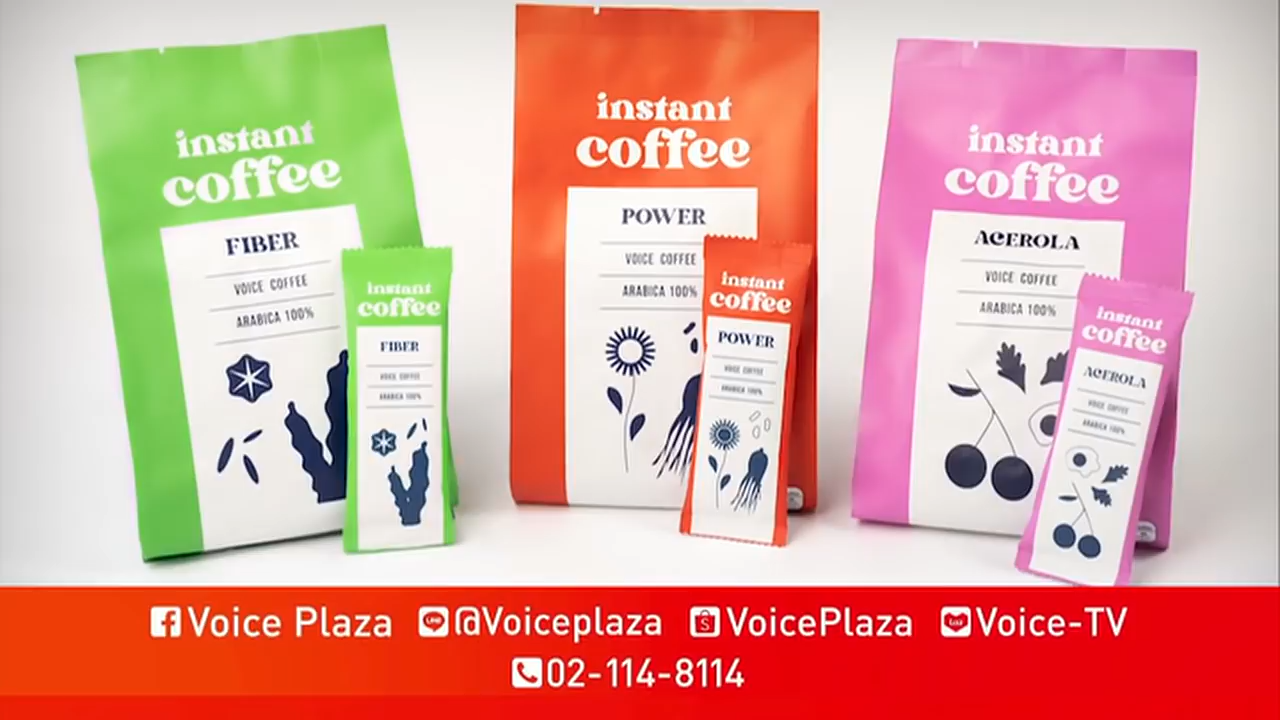 instant
coffee
FIBER
VOICE COFFEE
ARABICA 100%
instant
coffee
FIBER
VOICE COFFEE
ARABICA 100%
instant
coffee
POWER
VOICE COFFEE
ARABICA 100%
instant
coffee
POWER
VOICE COFFEE
ARABICA 100%
instant
coffee
ACEROLA
VOICE COFFEE
ARABICA 100%
instant
coffee
ACEROLA
VOICE COFFEE
ARABICA 100%
Voice Plaza LINE @Voiceplaza VoicePlaza Voice-TV
02-114-8114